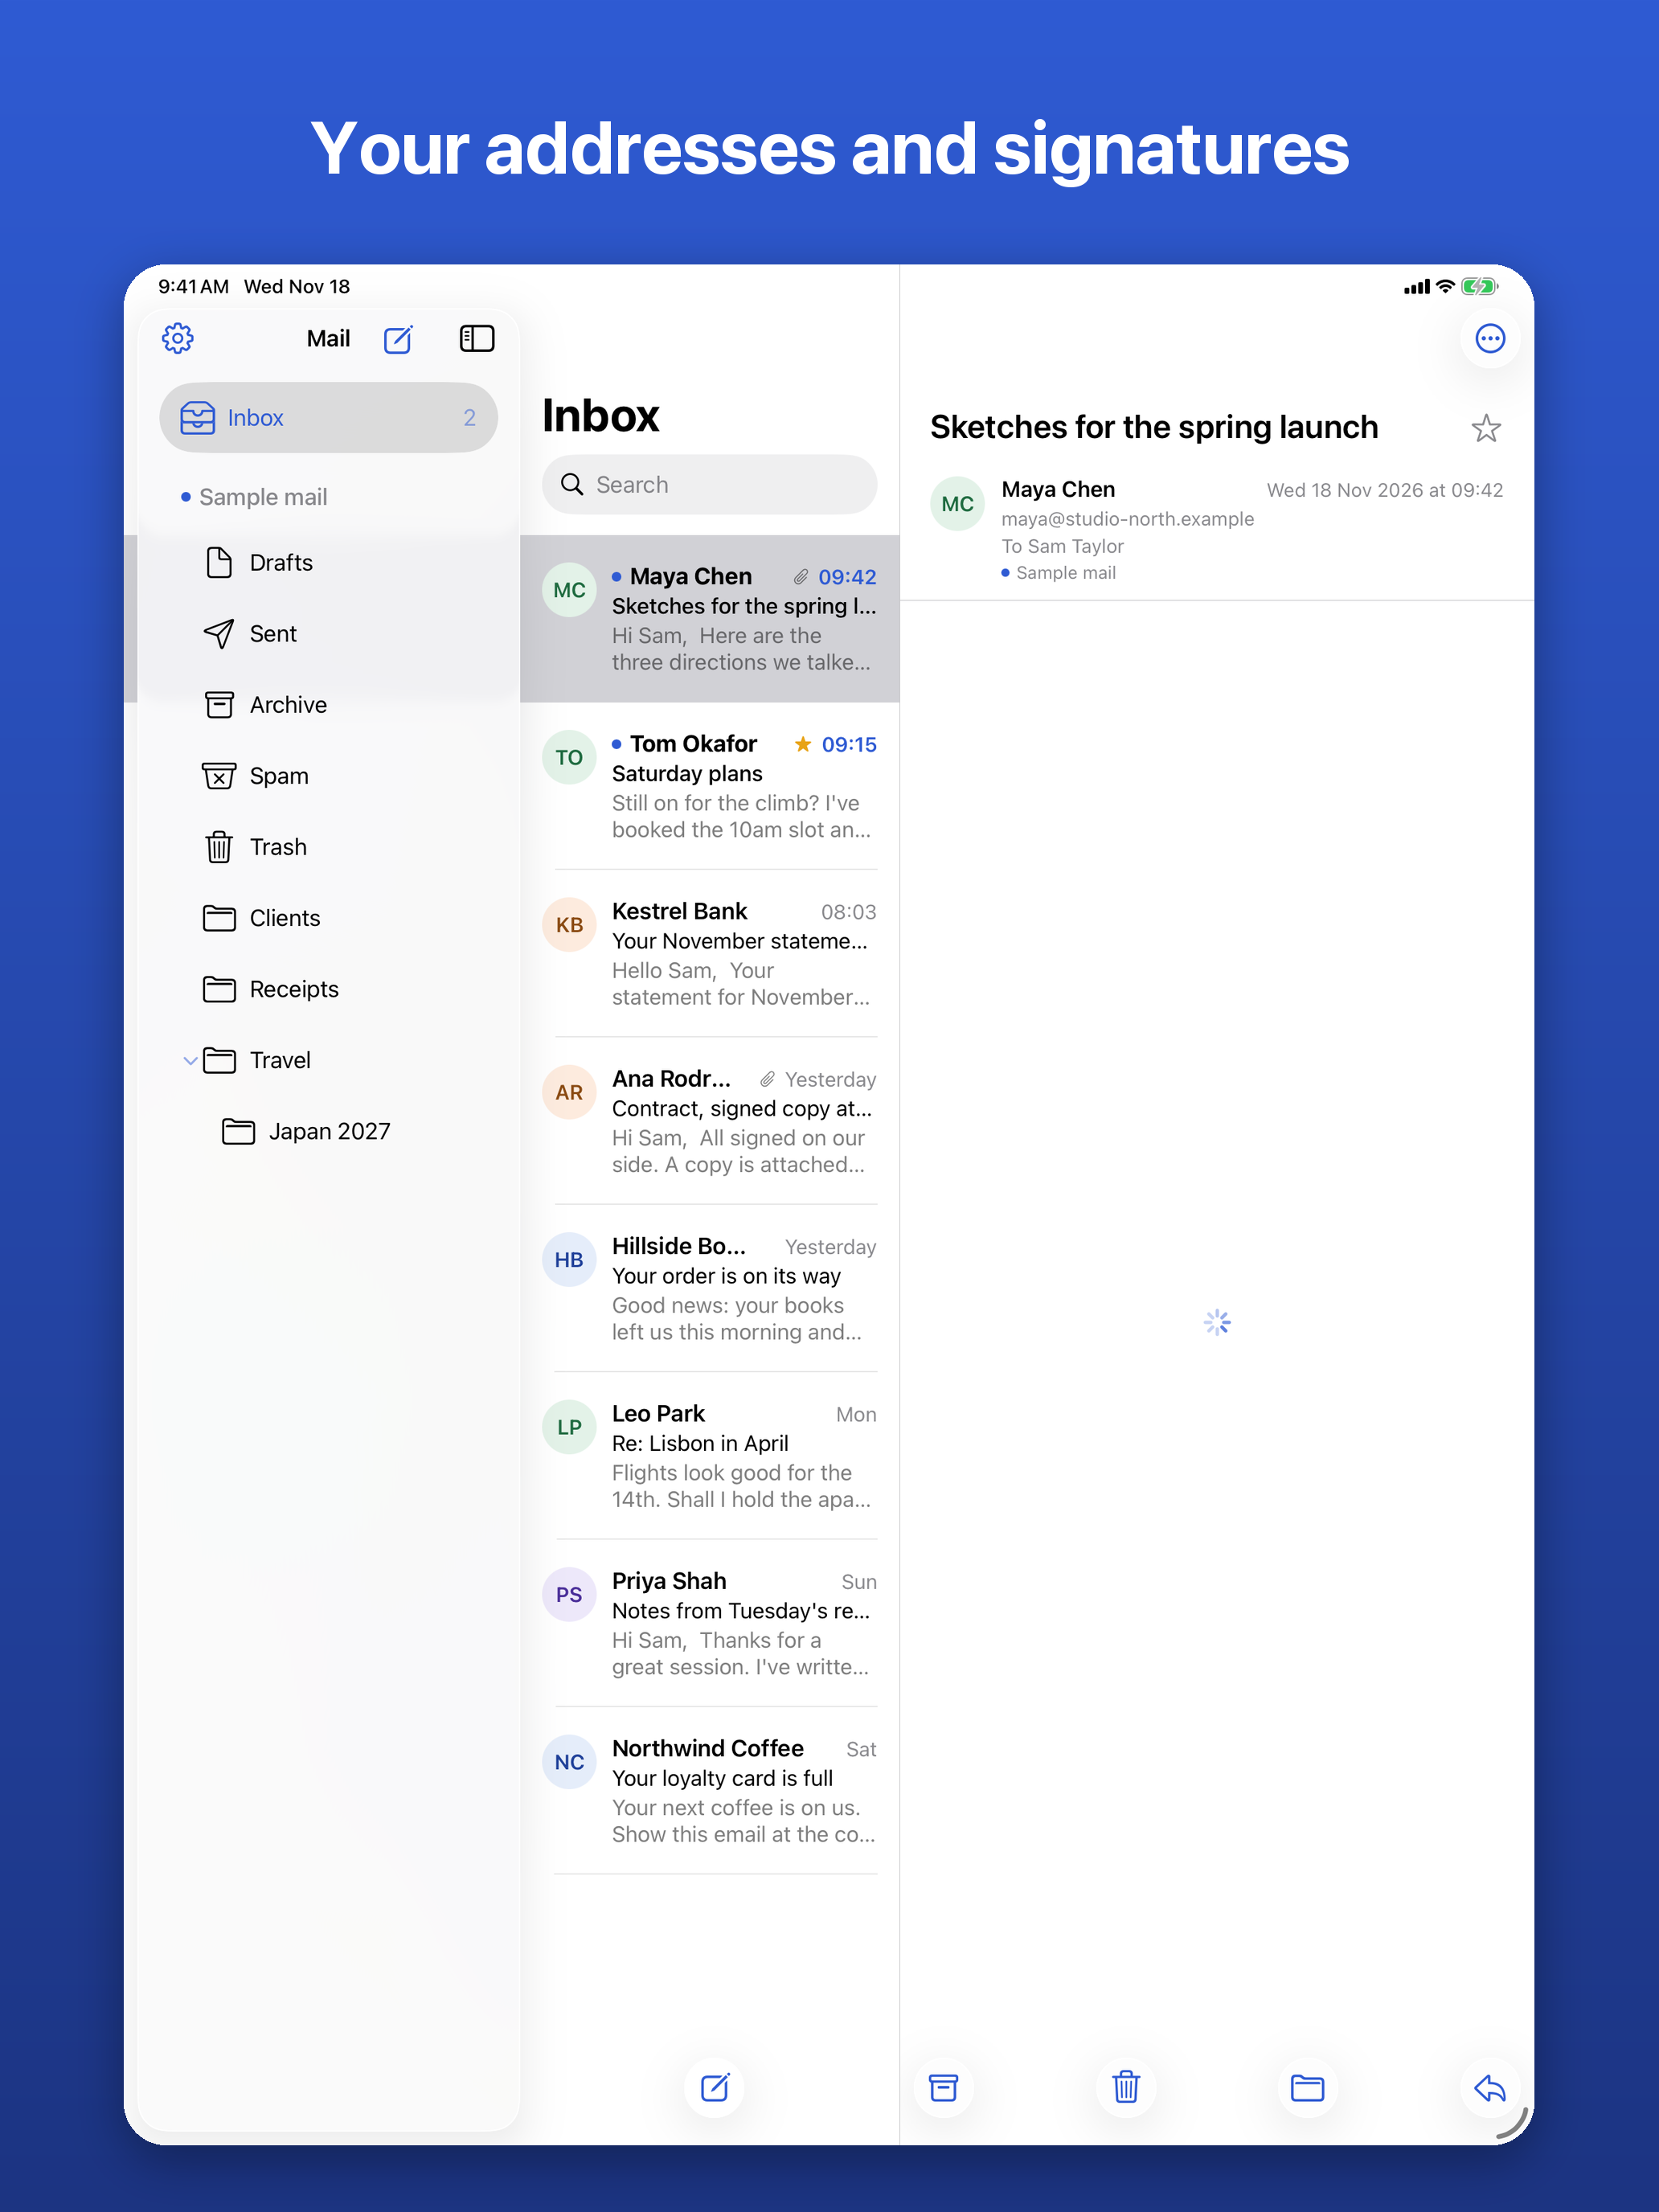 Your addresses and signatures
9:41 AM Wed Nov 18
Mail
Inbox 2
Sample mail
Drafts
Sent
Archive
Spam
Trash
Clients
Receipts
Travel
Japan 2027
Inbox
Search
MC
Maya Chen 09:42
Sketches for the spring l...
Hi Sam, Here are the
three directions we talke...
TO
Tom Okafor 09:15
Saturday plans
Still on for the climb? I've
booked the 10am slot an...
KB
Kestrel Bank 08:03
Your November stateme...
Hello Sam, Your
statement for November...
AR
Ana Rodr... Yesterday
Contract, signed copy at...
Hi Sam, All signed on our
side. A copy is attached...
HB
Hillside Bo... Yesterday
Your order is on its way
Good news: your books
left us this morning and...
LP
Leo Park Mon
Re: Lisbon in April
Flights look good for the
14th. Shall I hold the apa...
PS
Priya Shah Sun
Notes from Tuesday's re...
Hi Sam, Thanks for a
great session. I've writte...
NC
Northwind Coffee Sat
Your loyalty card is full
Your next coffee is on us.
Show this email at the co...
Sketches for the spring launch
MC
Maya Chen Wed 18 Nov 2026 at 09:42
maya@studio-north.example
To Sam Taylor
Sample mail